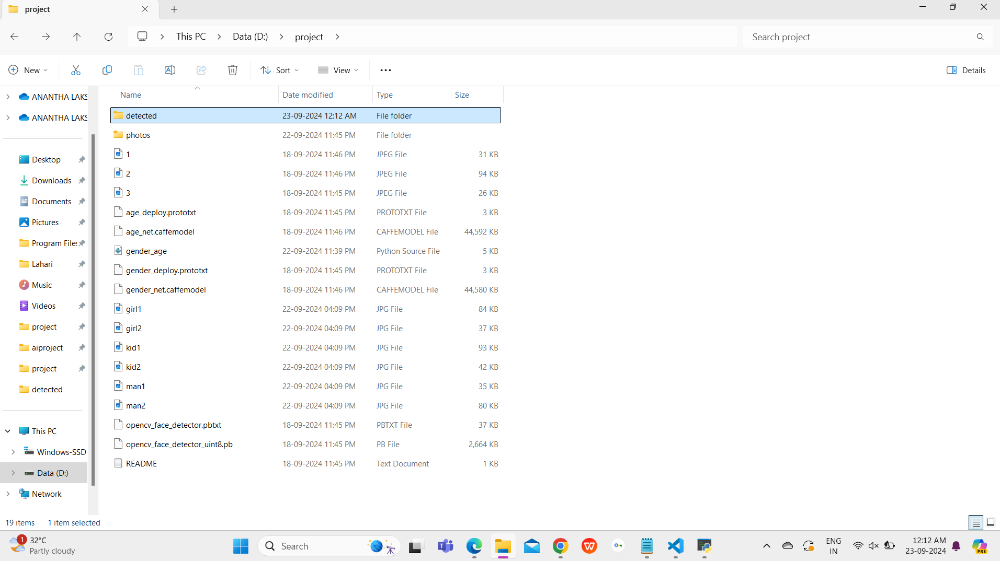 project
This PC
Data (D:)
project
Search project
New
Sort
View
Details
Name
Date modified
Type
Size
ANANTHA LAKS
ANANTHA LAKS
Desktop
Downloads
Documents
Pictures
Program Files
Lahari
Music
Videos
project
aiproject
project
detected
This PC
Windows-SSD
Data (D:)
Network
detected 23-09-2024 12:12 AM File folder
photos 22-09-2024 11:45 PM File folder
1 18-09-2024 11:46 PM JPEG File 31 KB
2 18-09-2024 11:46 PM JPEG File 94 KB
3 18-09-2024 11:45 PM JPEG File 26 KB
age_deploy.prototxt 18-09-2024 11:45 PM PROTOTXT File 3 KB
age_net.caffemodel 18-09-2024 11:46 PM CAFFEMODEL File 44,592 KB
gender_age 22-09-2024 11:39 PM Python Source File 5 KB
gender_deploy.prototxt 18-09-2024 11:45 PM PROTOTXT File 3 KB
gender_net.caffemodel 18-09-2024 11:46 PM CAFFEMODEL File 44,580 KB
girl1 22-09-2024 04:09 PM JPG File 84 KB
girl2 22-09-2024 04:09 PM JPG File 37 KB
kid1 22-09-2024 04:09 PM JPG File 93 KB
kid2 22-09-2024 04:09 PM JPG File 42 KB
man1 22-09-2024 04:09 PM JPG File 35 KB
man2 22-09-2024 04:09 PM JPG File 80 KB
opencv_face_detector.pbtxt 18-09-2024 11:45 PM PBTXT File 37 KB
opencv_face_detector_uint8.pb 18-09-2024 11:45 PM PB File 2,664 KB
README 18-09-2024 11:45 PM Text Document 1 KB
19 items 1 item selected
1
32°C
Partly cloudy
Search
ENG
IN
12:12 AM
23-09-2024
PRE